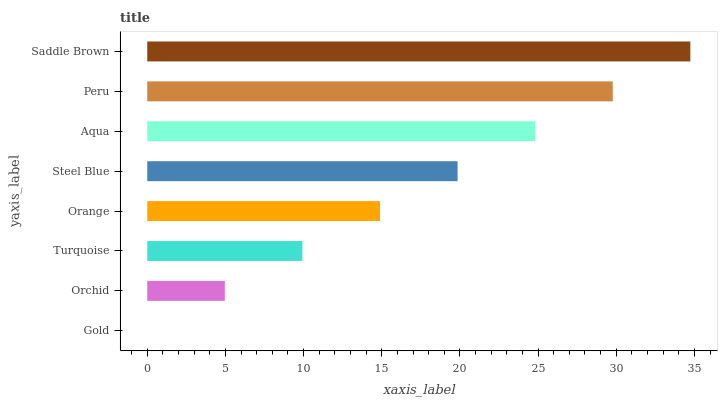 title
Saddle Brown
Peru
Aqua
Steel Blue
Orange
Turquoise
Orchid
Gold
yaxis_label
0 5 10 15 20 25 30 35
xaxis_label